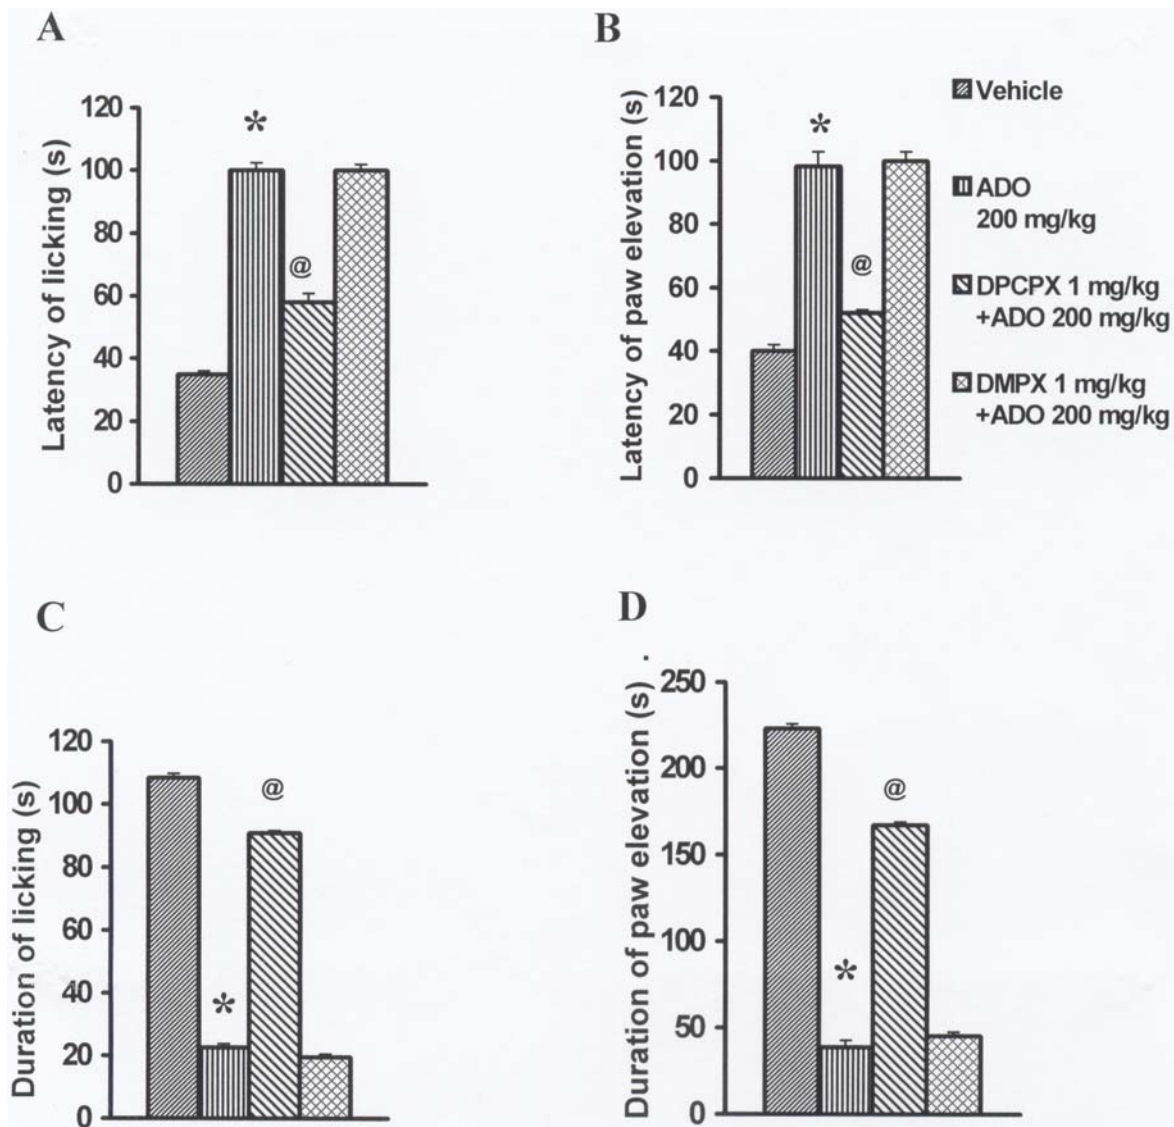 A
Latency of licking (s)
120
100
80
60
40
20
0
*
@
B
Latency of paw elevation (s)
120
100
80
60
40
20
0
*
@
Vehicle
ADO
200 mg/kg
DPCPX 1 mg/kg
+ADO 200 mg/kg
DMPX 1 mg/kg
+ADO 200 mg/kg
C
Duration of licking (s)
120
100
80
60
40
20
0
*
@
D
Duration of paw elevation (s) .
250
200
150
100
50
0
*
@